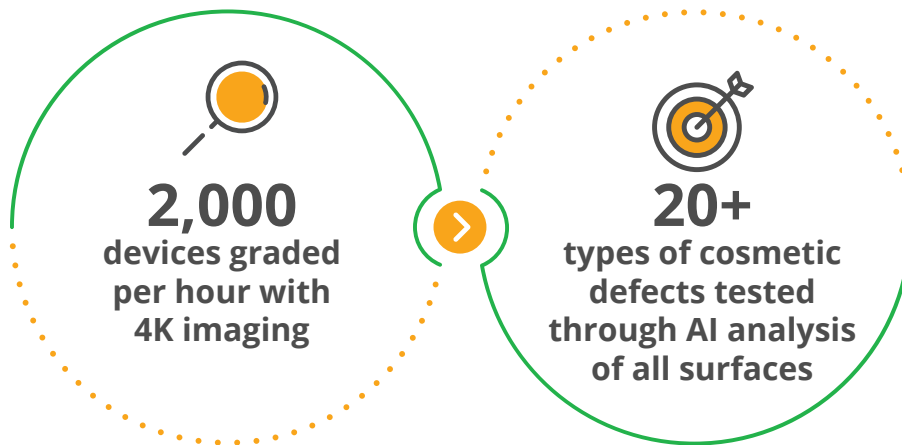 2,000
devices graded
per hour with
4K imaging
20+
types of cosmetic
defects tested
through AI analysis
of all surfaces